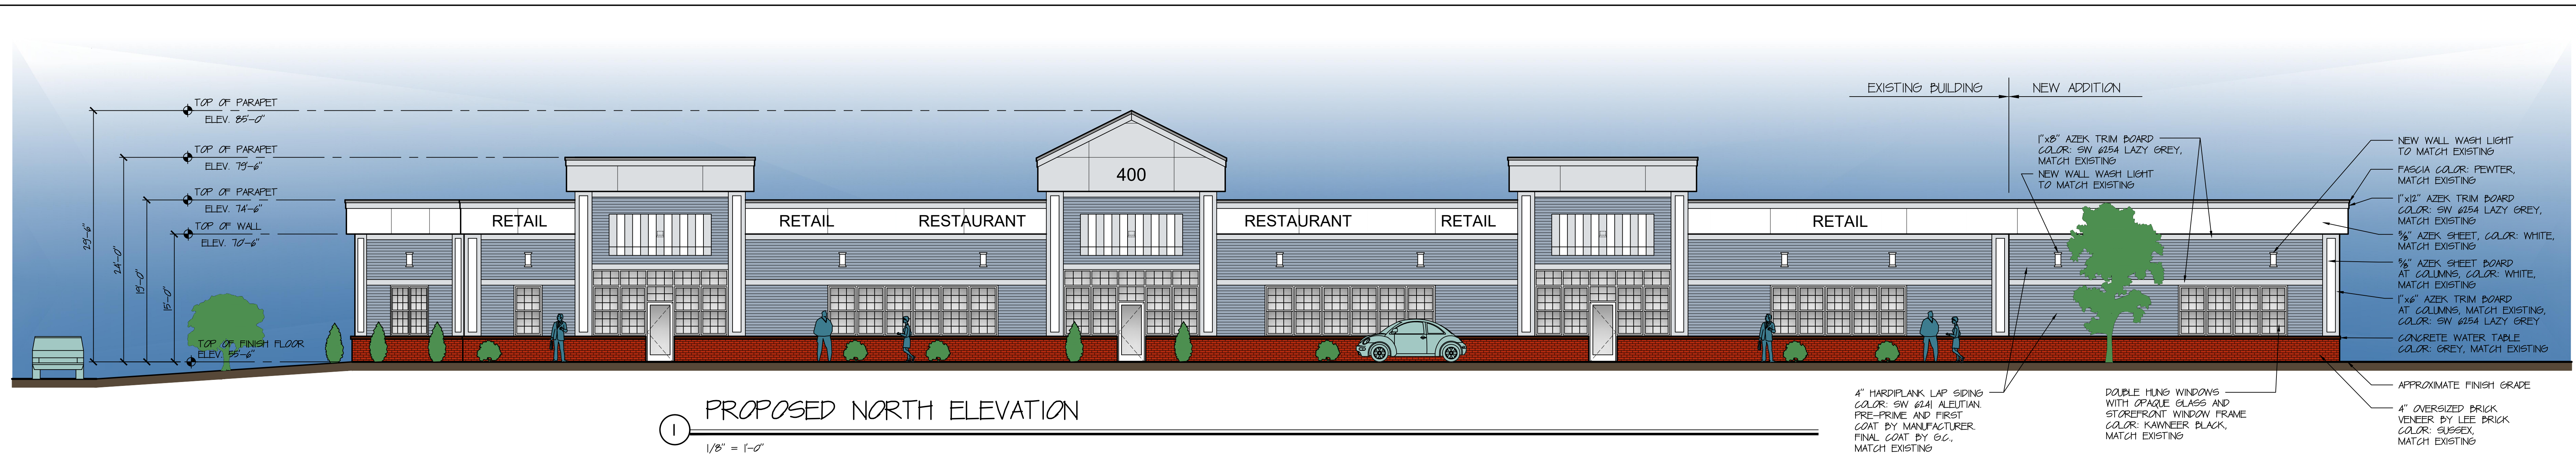 EXISTING BUILDING
NEW ADDITION
TOP OF PARAPET
ELEV. 85'-0"
TOP OF PARAPET
ELEV. 79'-6"
TOP OF PARAPET
ELEV. 74'-6"
TOP OF WALL
ELEV. 70'-6"
TOP OF FINISH FLOOR
ELEV. 55'-6"
29'-6"
24'-0"
19'-0"
15'-0"
400
RETAIL
RETAIL
RESTAURANT
RESTAURANT
RETAIL
RETAIL
1"x8" AZEK TRIM BOARD
COLOR: SW 6254 LAZY GREY,
MATCH EXISTING
NEW WALL WASH LIGHT
TO MATCH EXISTING
NEW WALL WASH LIGHT
TO MATCH EXISTING
FASCIA COLOR: PEWTER,
MATCH EXISTING
1"x12" AZEK TRIM BOARD
COLOR: SW 6254 LAZY GREY,
MATCH EXISTING
5/8" AZEK SHEET, COLOR: WHITE,
MATCH EXISTING
5/8" AZEK SHEET BOARD
AT COLUMNS, COLOR: WHITE,
MATCH EXISTING
1"x6" AZEK TRIM BOARD
AT COLUMNS, MATCH EXISTING,
COLOR: SW 6254 LAZY GREY
CONCRETE WATER TABLE
COLOR: GREY, MATCH EXISTING
APPROXIMATE FINISH GRADE
4" OVERSIZED BRICK
VENEER BY LEE BRICK
COLOR: SUSSEX,
MATCH EXISTING
4" HARDIPLANK LAP SIDING
COLOR: SW 6241 ALEUTIAN.
PRE-PRIME AND FIRST
COAT BY MANUFACTURER.
FINAL COAT BY G.C.,
MATCH EXISTING
DOUBLE HUNG WINDOWS
WITH OPAQUE GLASS AND
STOREFRONT WINDOW FRAME
COLOR: KAWNEER BLACK,
MATCH EXISTING
1
PROPOSED NORTH ELEVATION
1/8" = 1'-0"